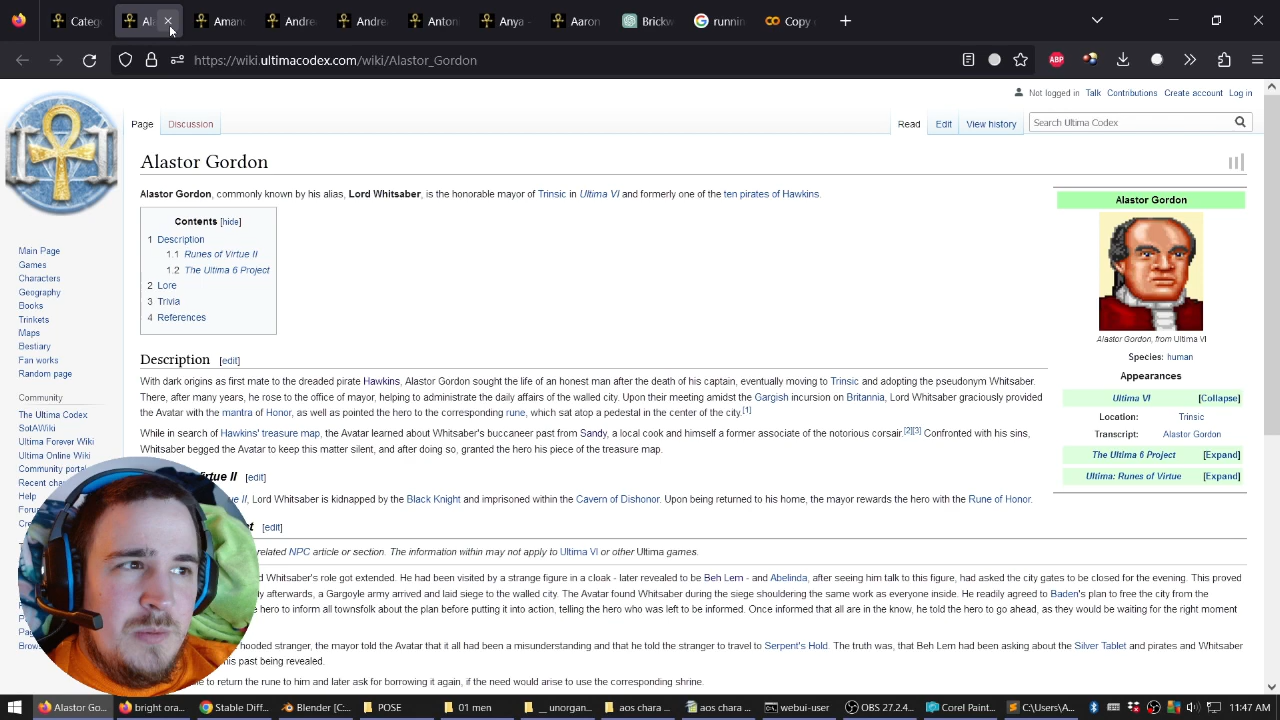 Categ
Al
Aman
Andre
Andre
Anton
Anya -
Aaron
Brickw
runnin
Copy
https://wiki.ultimacodex.com/wiki/Alastor_Gordon
ABP
Not logged in Talk Contributions Create account Log in
Page Discussion Read Edit View history Search Ultima Codex
Alastor Gordon
Alastor Gordon, commonly known by his alias, Lord Whitsaber, is the honorable mayor of Trinsic in Ultima VI and formerly one of the ten pirates of Hawkins.
Contents [hide]
1 Description
1.1 Runes of Virtue II
1.2 The Ultima 6 Project
2 Lore
3 Trivia
4 References
Alastor Gordon
Alastor Gordon, from Ultima VI
Species: human
Appearances
Ultima VI [Collapse]
Location: Trinsic
Transcript: Alastor Gordon
The Ultima 6 Project [Expand]
Ultima: Runes of Virtue [Expand]
Main Page
Games
Characters
Geography
Books
Trinkets
Maps
Bestiary
Fan works
Random page
Community
The Ultima Codex
SotAWiki
Ultima Forever Wiki
Ultima Online Wiki
Community portal
Recent cha
Help
Foru
Cre
Pa
Brows
Description [edit]
With dark origins as first mate to the dreaded pirate Hawkins, Alastor Gordon sought the life of an honest man after the death of his captain, eventually moving to Trinsic and adopting the pseudonym Whitsaber.
There, after many years, he rose to the office of mayor, helping to administrate the daily affairs of the walled city. Upon their meeting amidst the Gargish incursion on Britannia, Lord Whitsaber graciously provided
the Avatar with the mantra of Honor, as well as pointed the hero to the corresponding rune, which sat atop a pedestal in the center of the city.[1]
While in search of Hawkins' treasure map, the Avatar learned about Whitsaber's buccaneer past from Sandy, a local cook and himself a former associate of the notorious corsair.[2][3] Confronted with his sins,
Whitsaber begged the Avatar to keep this matter silent, and after doing so, granted the hero his piece of the treasure map.
irtue II [edit]
II, Lord Whitsaber is kidnapped by the Black Knight and imprisoned within the Cavern of Dishonor. Upon being returned to his home, the mayor rewards the hero with the Rune of Honor.
t [edit]
related NPC article or section. The information within may not apply to Ultima VI or other Ultima games.
d Whitsaber's role got extended. He had been visited by a strange figure in a cloak - later revealed to be Beh Lem - and Abelinda, after seeing him talk to this figure, had asked the city gates to be closed for the evening. This proved
ly afterwards, a Gargoyle army arrived and laid siege to the walled city. The Avatar found Whitsaber during the siege shouldering the same work as everyone inside. He readily agreed to Baden's plan to free the city from the
he hero to inform all townsfolk about the plan before putting it into action, telling the hero who was left to be informed. Once informed that all are in the know, he told the hero to go ahead, as they would be waiting for the right moment
hooded stranger, the mayor told the Avatar that it all had been a misunderstanding and that he told the stranger to travel to Serpent's Hold. The truth was, that Beh Lem had been asking about the Silver Tablet and pirates and Whitsaber
his past being revealed.
le to return the rune to him and later ask for borrowing it again, if the need would arise to use the corresponding shrine.
Alastor Go...
bright ora...
Stable Diff...
Blender [C...
POSE
01 men
__ unorgan...
aos chara ...
aos chara ...
webui-user
OBS 27.2.4...
Corel Paint...
C:\Users\A...
11:47 AM